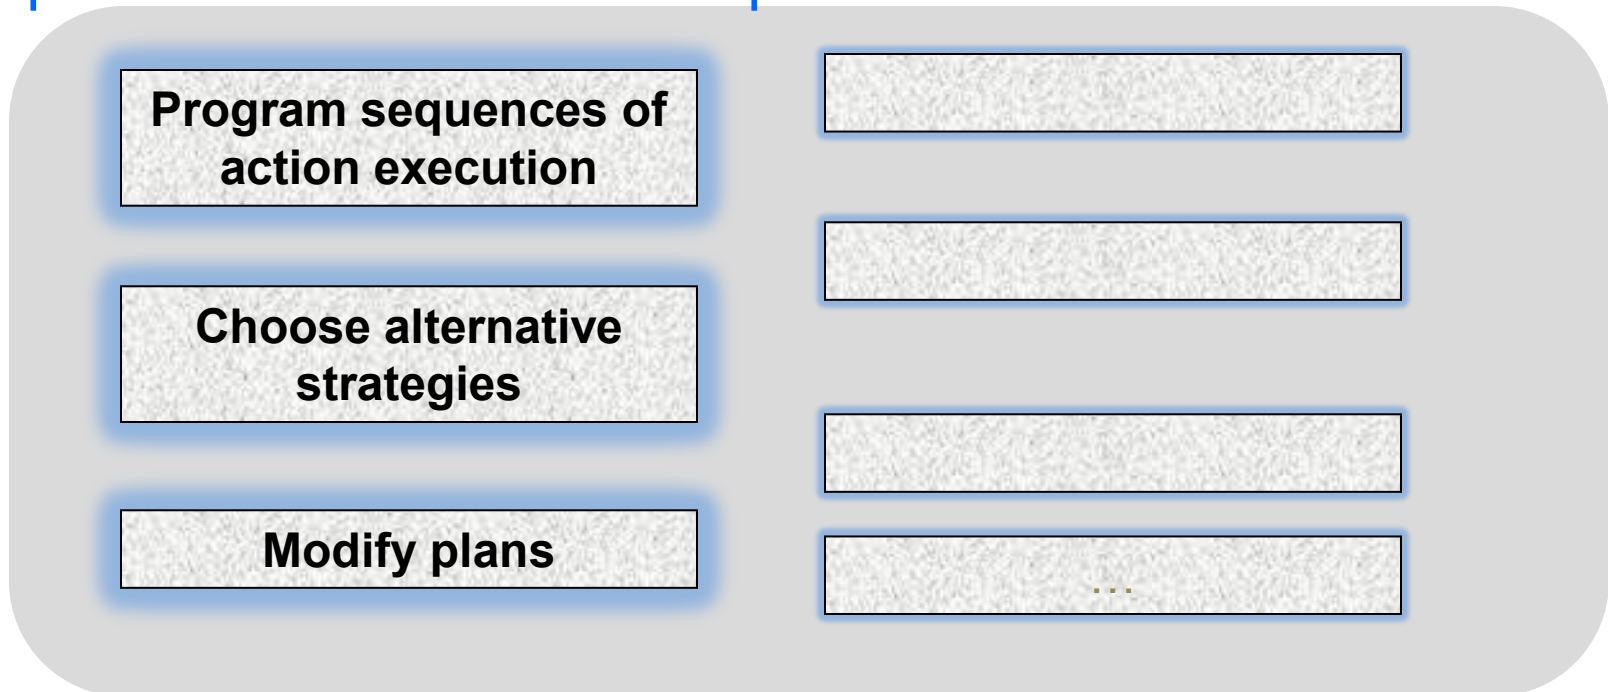 Program sequences of
action execution
Choose alternative
strategies
Modify plans
…